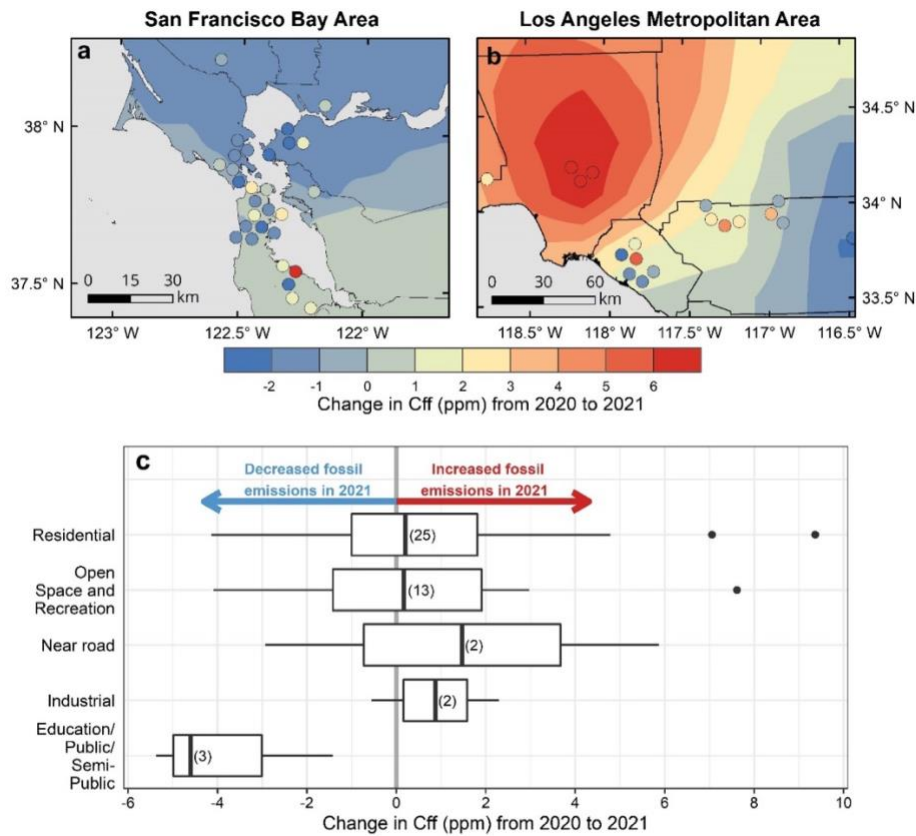 San Francisco Bay Area
Los Angeles Metropolitan Area
a
b
38° N
37.5° N
34.5° N
34° N
33.5° N
0 15 30
km
0 30 60
km
123° W 122.5° W 122° W
118.5° W 118° W 117.5° W 117° W 116.5° W
-2 -1 0 1 2 3 4 5 6
Change in Cff (ppm) from 2020 to 2021
c
Decreased fossil
emissions in 2021
Increased fossil
emissions in 2021
Residential
(25)
Open
Space and
Recreation
(13)
Near road
(2)
Industrial
(2)
Education/
Public/
Semi-
Public
(3)
-6 -4 -2 0 2 4 6 8 10
Change in Cff (ppm) from 2020 to 2021